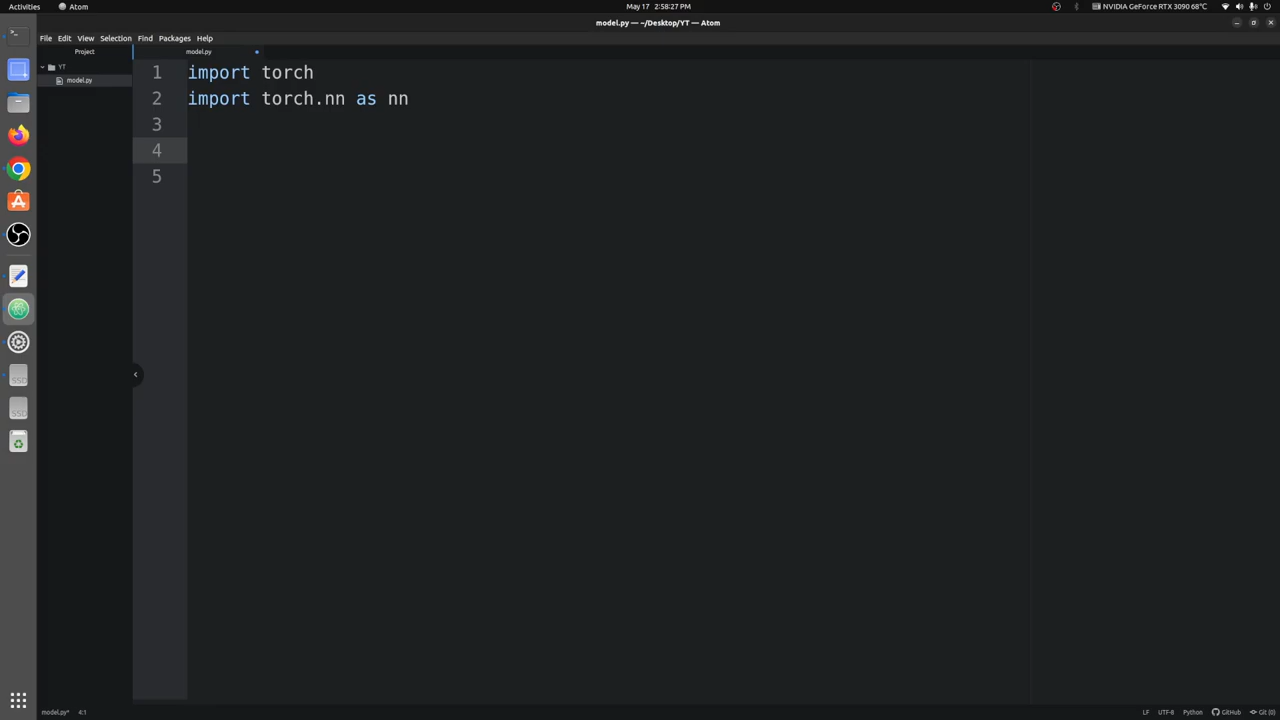 Activities Atom May 17 2:58:27 PM NVIDIA GeForce RTX 3090 68°C
model.py — ~/Desktop/YT — Atom
File Edit View Selection Find Packages Help
Project model.py
YT
model.py
1 import torch
2 import torch.nn as nn
3
4
5
SSD
SSD
model.py* 4:1 LF UTF-8 Python GitHub Git (0)